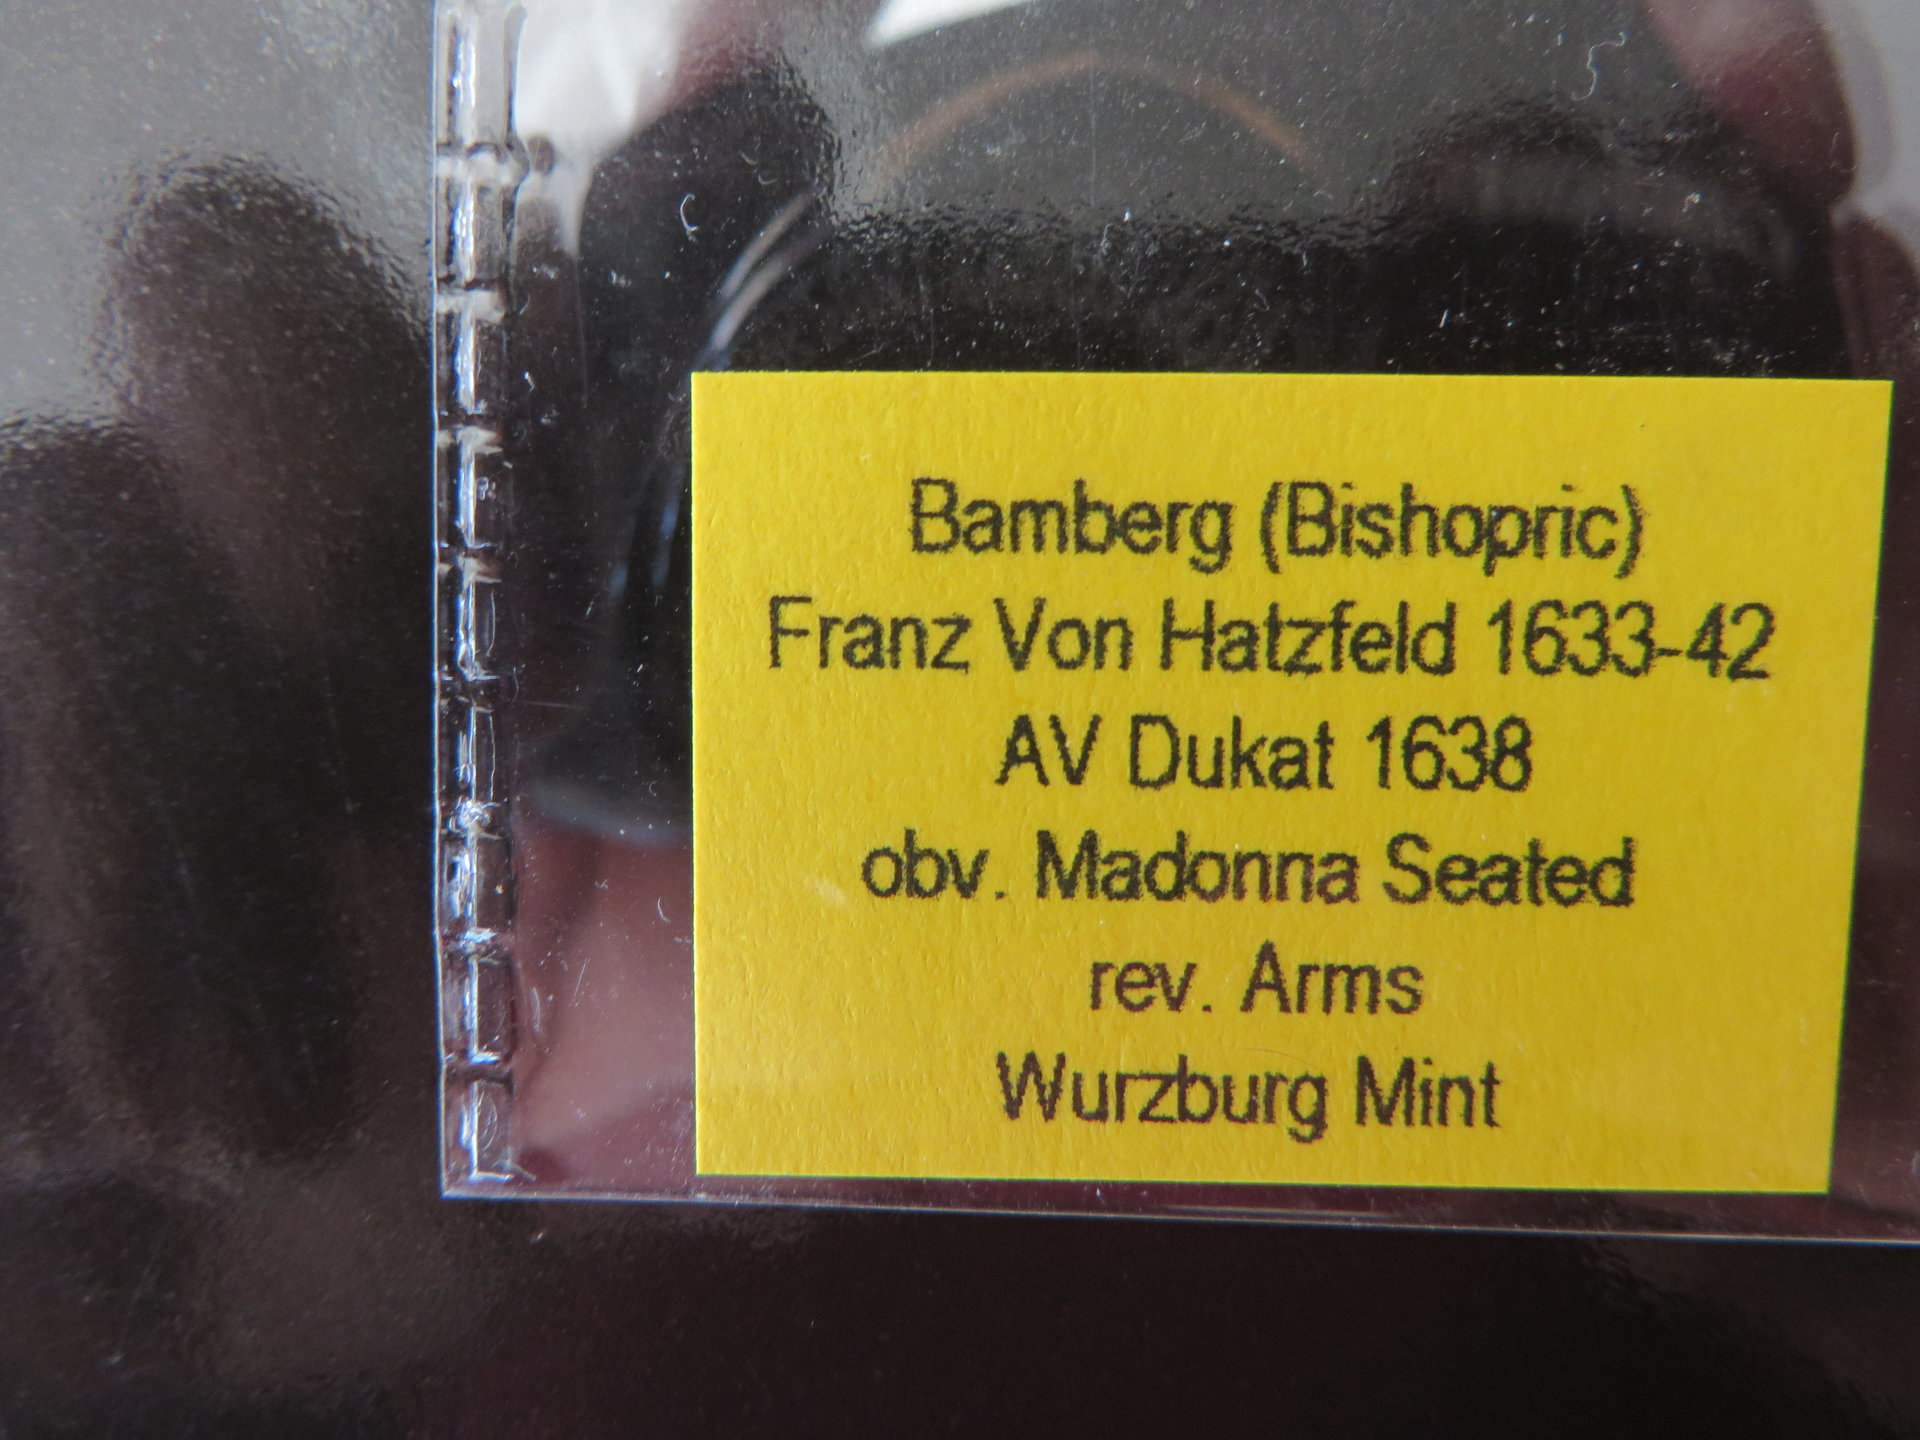 Bamberg (Bishopric)
Franz Von Hatzfeld 1633-42
AV Dukat 1638
obv. Madonna Seated
rev. Arms
Wurzburg Mint